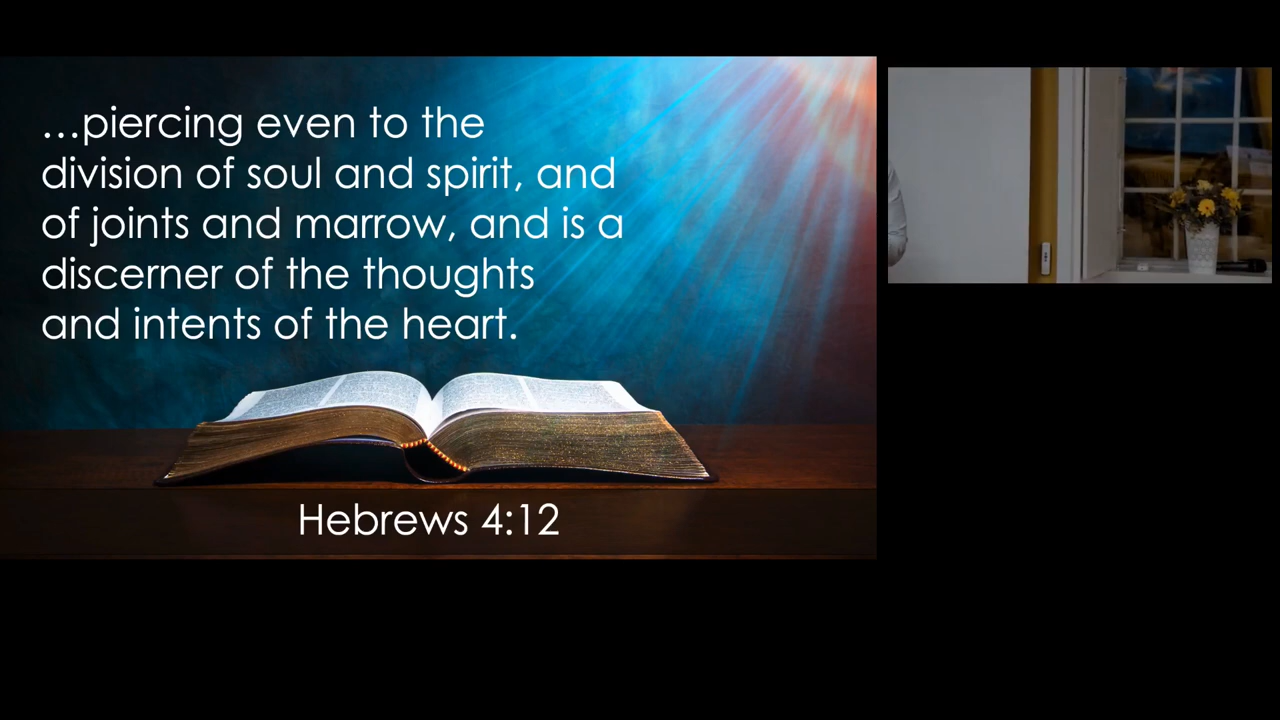 …piercing even to the
division of soul and spirit, and
of joints and marrow, and is a
discerner of the thoughts
and intents of the heart.
Hebrews 4:12